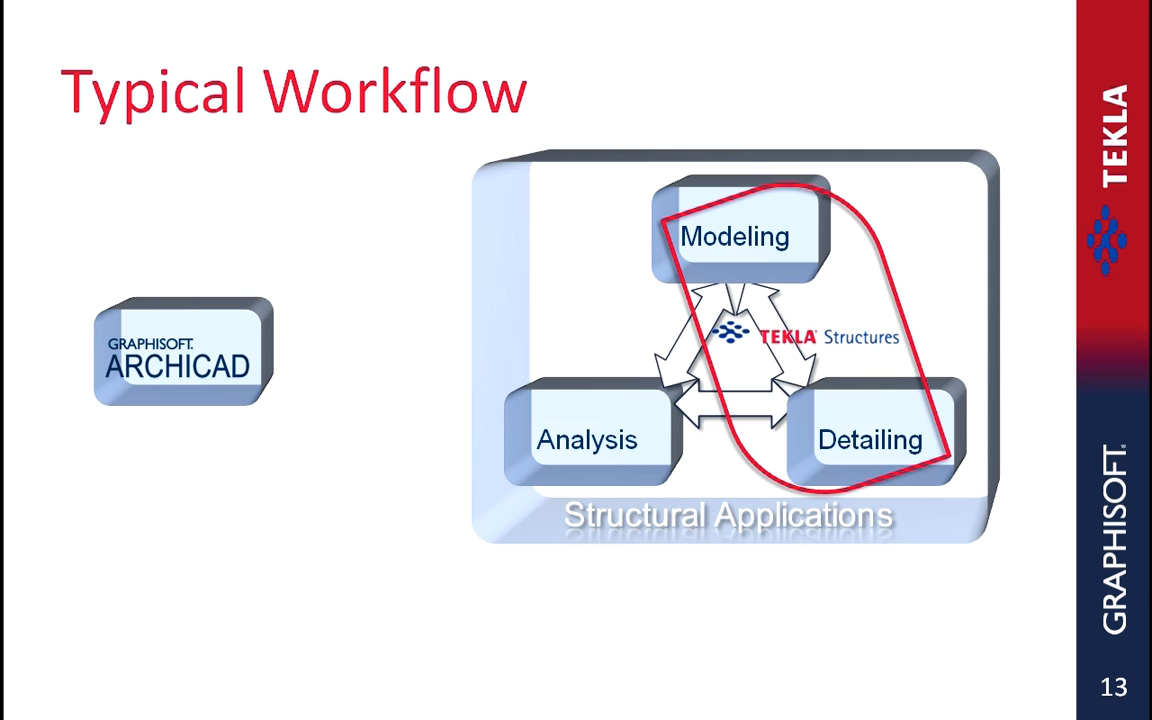 Typical Workflow
GRAPHISOFT.
ARCHICAD
Modeling
TEKLA Structures
Analysis
Detailing
Structural Applications
TEKLA
GRAPHISOFT.
13